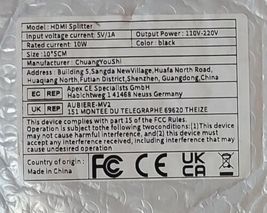 Model: HDMI Splitter
Input voltage current: 5V/1A Output Power: 110V-220V
Rated current: 10W Color: black
Size: 10*5CM
Manufacturer: ChuangYouShi
Address: Building 5,Sangda NewVillage,Huafa North Road,
Huaqiang North,Futian District,Shenzhen,Guangdong,China
EC REP Apex CE Specialists GmbH
Habichtweg 1 41468 Neuss Germany
UK REP AUBIERE-MV2
151 MONTEE DU TELEGRAPHE 69620 THEIZE
This device complies with part 15 of the FCC Rules.
Operation is subject to the following two conditions:(1)This device
may not cause harmful interference, and(2) this device must
accept any interference received, including interference that may
cause undesired operation.
Country of origin:
Made in China
FC CE UK
CA